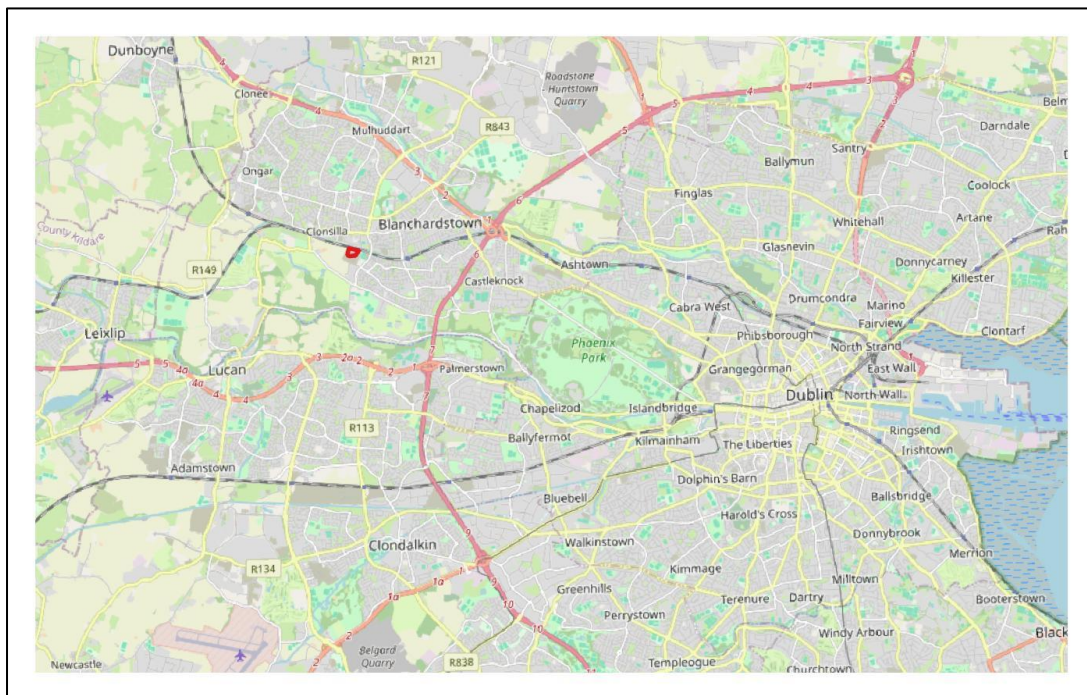 Dunboyne
R121
Roadstone
- Huntstown
Quarry
Clonee
Belm
Mulhuddart
R843
Darndale
Santry
Ballymun
Ongar
Finglas
Coolock
Blanchardstown
Whitehall
Artane
Clonsilla
Rah
County Kildare
Glasnevin
Donnycarney
R149
Ashtown
Killester
Castleknock
Cabra West
Drumcondra
Marino
Leixlip
Phibsborough
Fairview
Clontarf
Phoenix
Park
North Strand
Lucan
Palmerstown
Grangegorman
East Wall
Dublin
North Wall
Chapelizod
Islandbridge
R113
Ballyfermot
Kilmainham
The Liberties
Ringsend
Irishtown
Adamstown
Dolphin's Barn
Bluebell
Ballsbridge
Harold's Cross
Clondalkin
Walkinstown
Donnybrook
Merrion
R134
Kimmage
Milltown
Greenhills
Terenure
Dartry
Booterstown
Perrystown
Windy Arbour
Black
Belgard
Quarry
Newcastle
R838
Templeogue
Churchtown